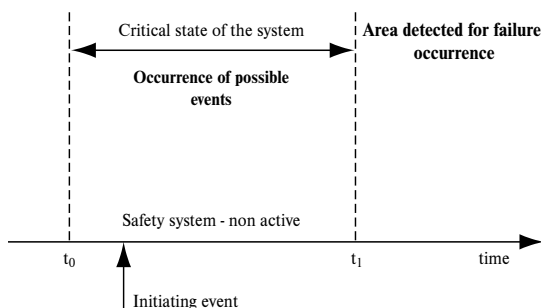 Critical state of the system
Area detected for failure
occurrence
Occurrence of possible
events
Safety system - non active
t₀
t₁
time
Initiating event